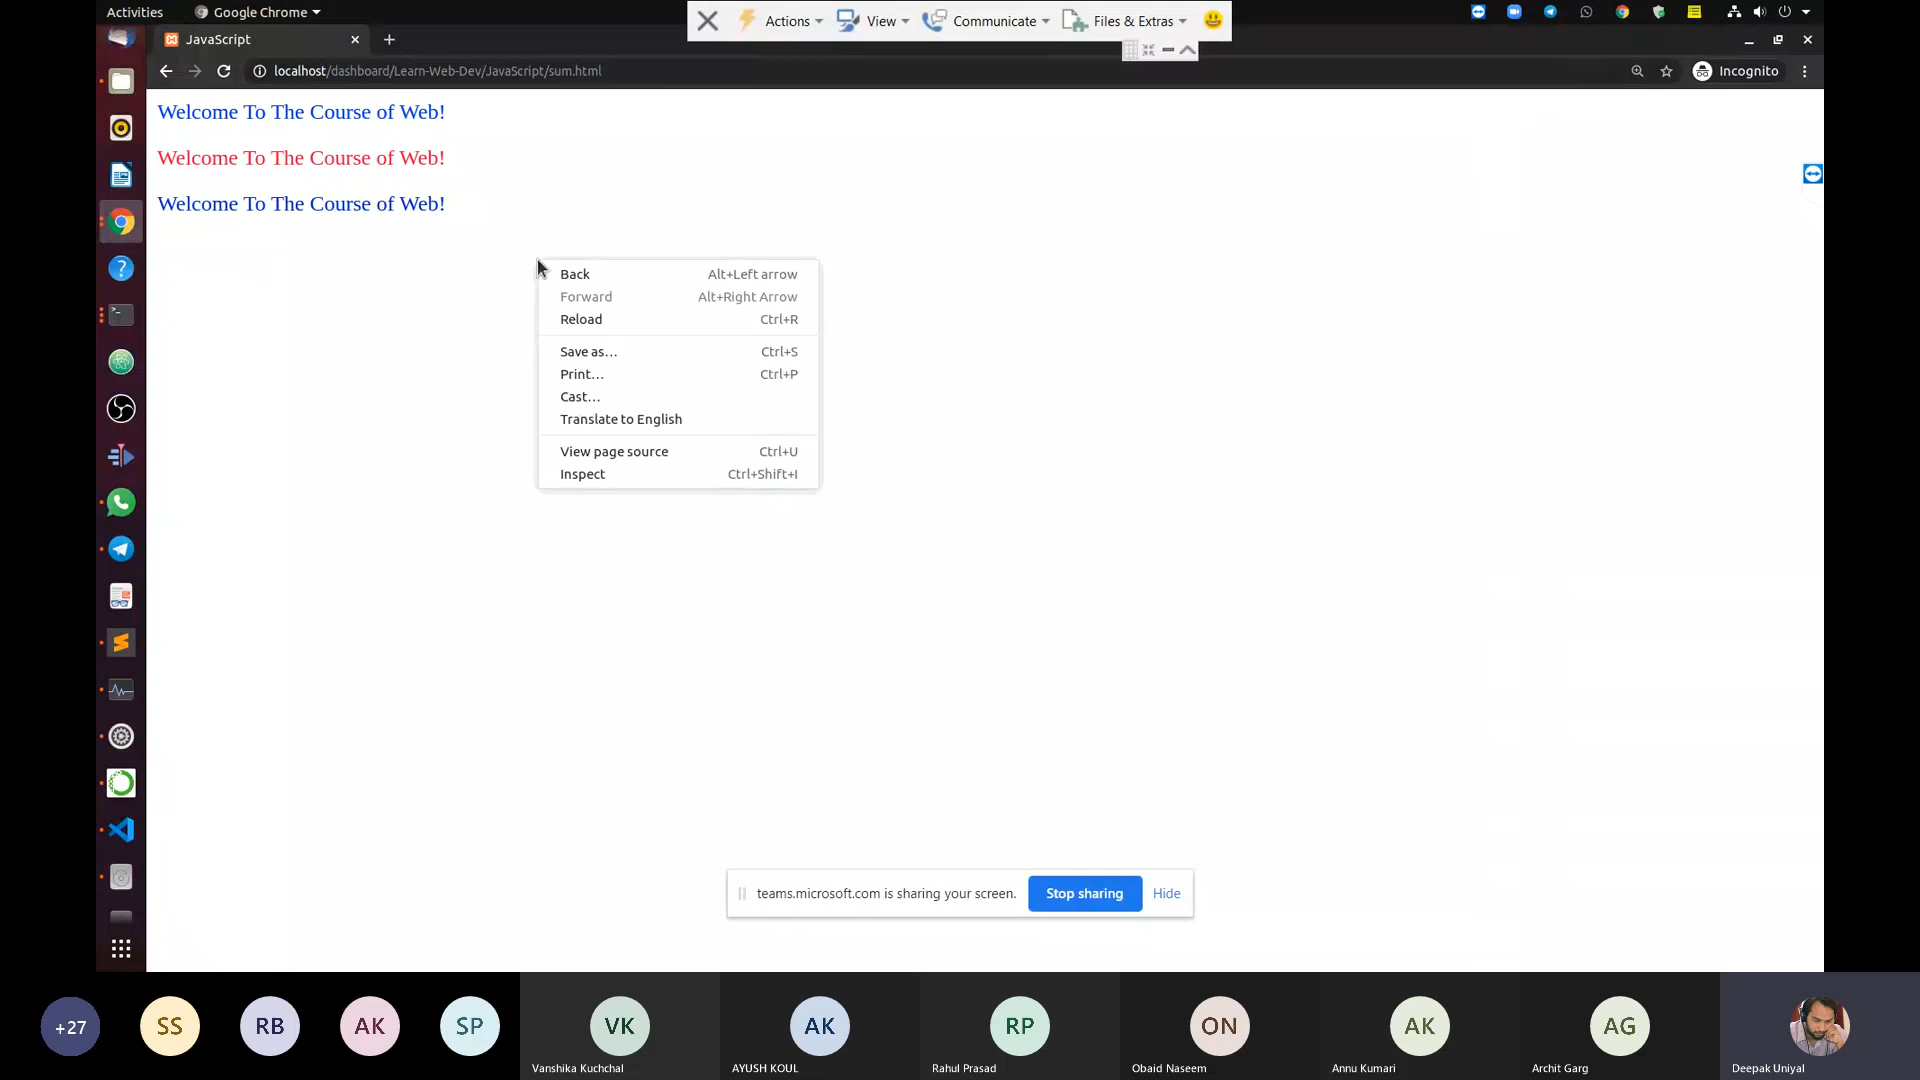 Activities
Google Chrome
Actions
View
Communicate
Files & Extras
JavaScript
localhost/dashboard/Learn-Web-Dev/JavaScript/sum.html
Incognito
Welcome To The Course of Web!
Welcome To The Course of Web!
Welcome To The Course of Web!
Back Alt+Left arrow
Forward Alt+Right Arrow
Reload Ctrl+R
Save as... Ctrl+S
Print... Ctrl+P
Cast...
Translate to English
View page source Ctrl+U
Inspect Ctrl+Shift+I
teams.microsoft.com is sharing your screen. Stop sharing Hide
+27 SS RB AK SP VK AK RP ON AK AG
Vanshika Kuchchal AYUSH KOUL Rahul Prasad Obaid Naseem Annu Kumari Archit Garg Deepak Uniyal